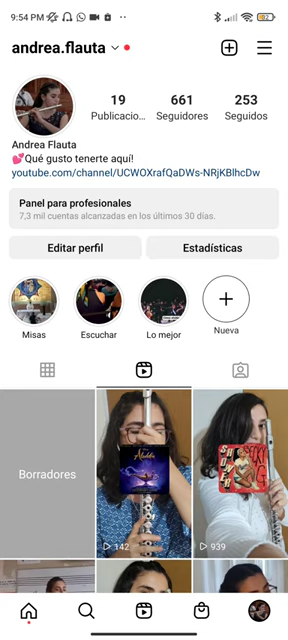 9:54 PM
andrea.flauta
19
661
253
Publicacio...
Seguidores
Seguidos
Andrea Flauta
💕Qué gusto tenerte aquí!
youtube.com/channel/UCWOXrafQaDWs-NRjKBlhcDw
Panel para profesionales
7,3 mil cuentas alcanzadas en los últimos 30 días.
Editar perfil
Estadísticas
Misas
Escuchar
Lo mejor
Nueva
Borradores
Aladdin
142
939